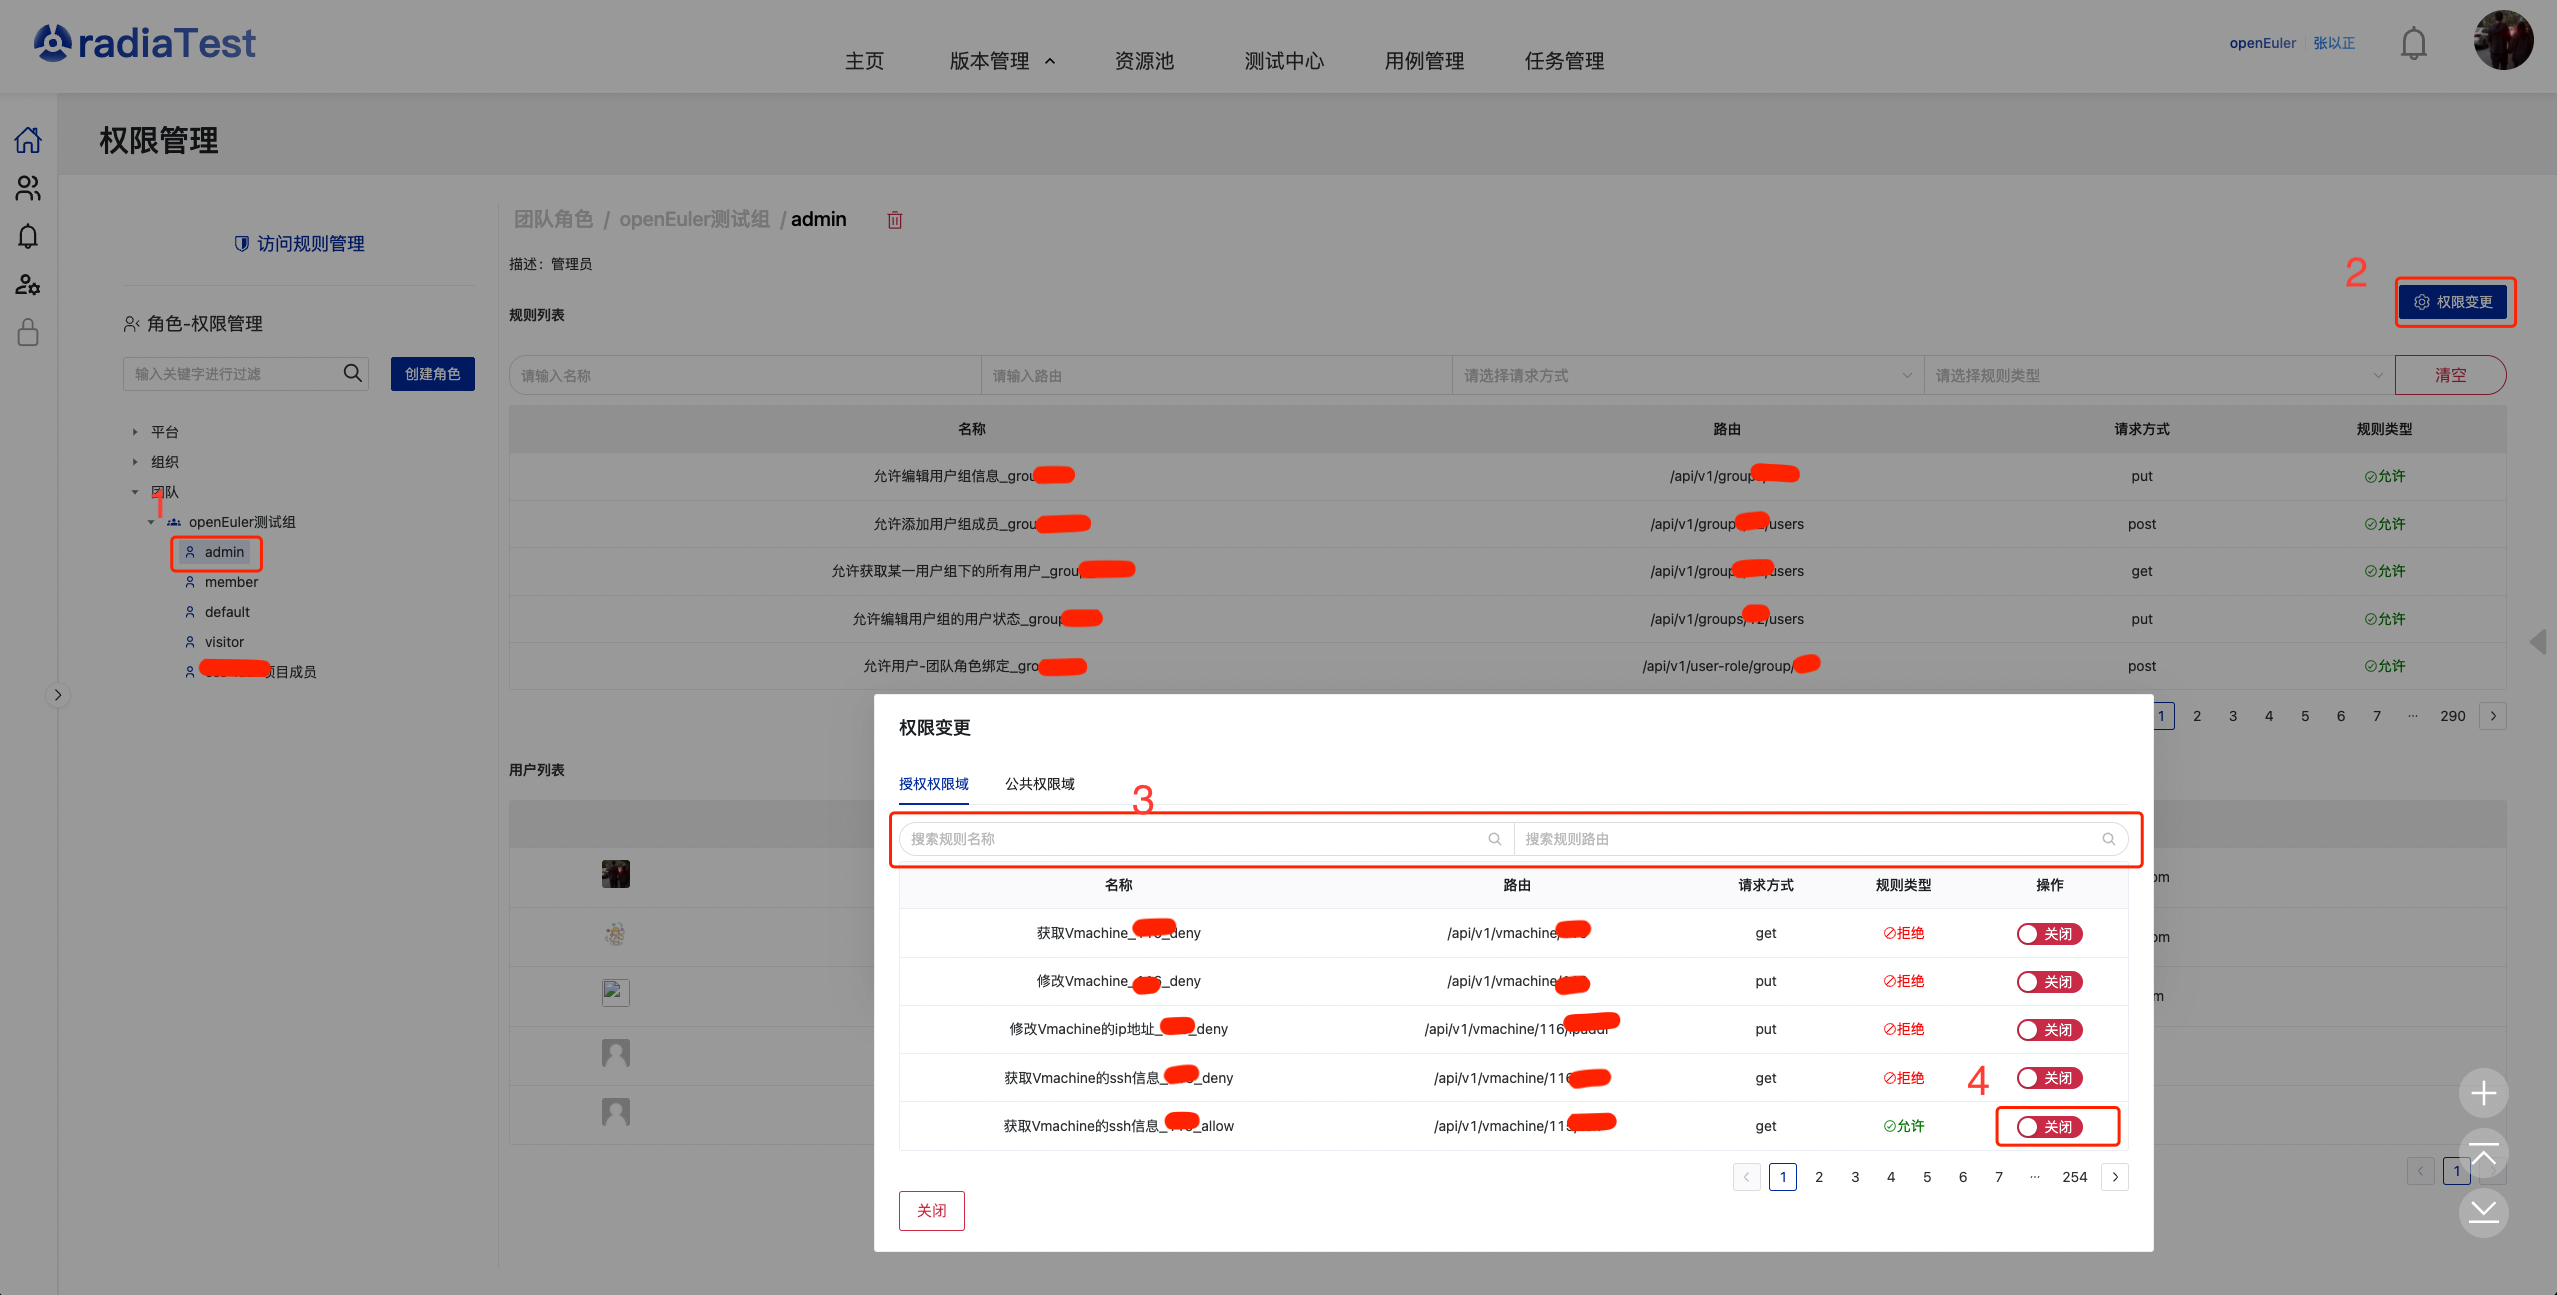 radiaTest
主页 版本管理 资源池 测试中心 用例管理 任务管理
openEuler 张以正
权限管理
访问规则管理
角色-权限管理
输入关键字进行过滤 创建角色
平台
组织
团队
1
openEuler测试组
admin
member
default
visitor
项目成员
团队角色 / openEuler测试组 / admin
描述：管理员
规则列表
2
权限变更
请输入名称 请输入路由 请选择请求方式 请选择规则类型 清空
名称 路由 请求方式 规则类型
允许编辑用户组信息_grou /api/v1/group put 允许
允许添加用户组成员_grou /api/v1/group users post 允许
允许获取某一用户组下的所有用户_grou /api/v1/group users get 允许
允许编辑用户组的用户状态_group /api/v1/groups/ /users put 允许
允许用户-团队角色绑定_gro /api/v1/user-role/group/ post 允许
1 2 3 4 5 6 7 ··· 290
用户列表
om
om
m
1
权限变更
授权权限域 公共权限域
3
搜索规则名称 搜索规则路由
名称 路由 请求方式 规则类型 操作
获取Vmachine_ _deny /api/v1/vmachine/ get 拒绝 关闭
修改Vmachine_ _deny /api/v1/vmachine/ put 拒绝 关闭
修改Vmachine的ip地址_ _deny /api/v1/vmachine/116/ put 拒绝 关闭
获取Vmachine的ssh信息_ _deny /api/v1/vmachine/116 get 拒绝 关闭
4
获取Vmachine的ssh信息_ _allow /api/v1/vmachine/115 get 允许 关闭
1 2 3 4 5 6 7 ··· 254
关闭